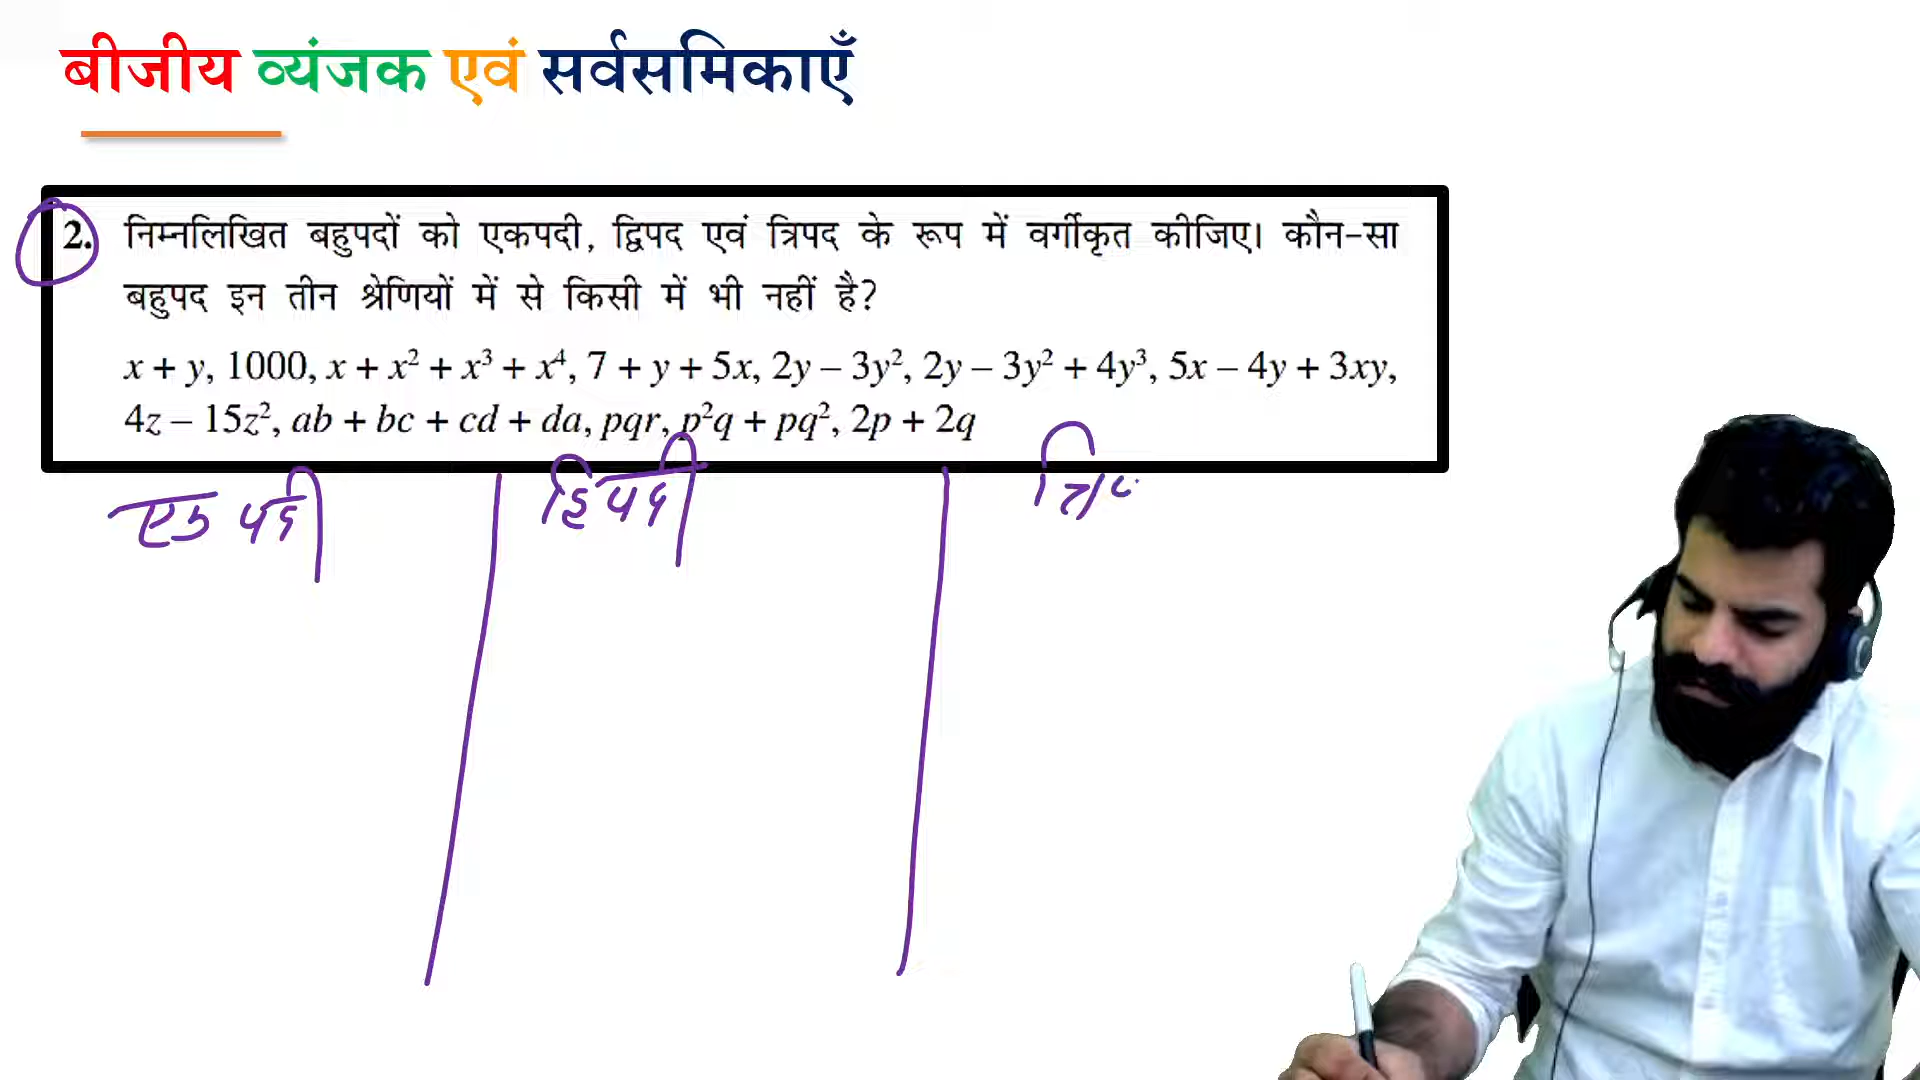 बीजीय व्यंजक एवं सर्वसमिकाएँ
2. निम्नलिखित बहुपदों को एकपदी, द्विपद एवं त्रिपद के रूप में वर्गीकृत कीजिए। कौन-सा
बहुपद इन तीन श्रेणियों में से किसी में भी नहीं है?
x + y, 1000, x + x² + x³ + x⁴, 7 + y + 5x, 2y – 3y², 2y – 3y² + 4y³, 5x – 4y + 3xy,
4z – 15z², ab + bc + cd + da, pqr, p²q + pq², 2p + 2q
एक पदी द्विपदी